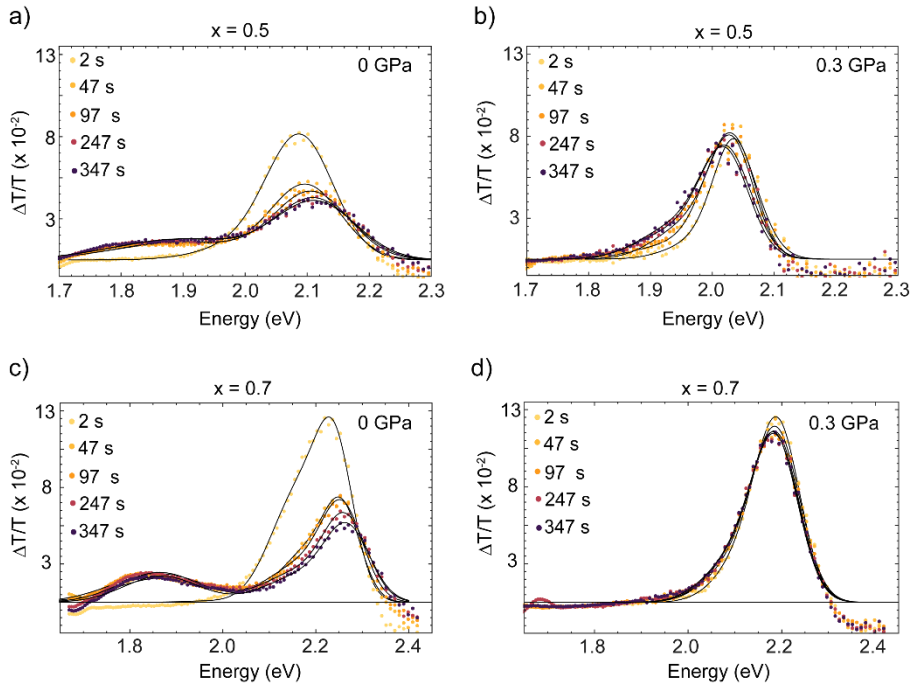 a)
x = 0.5
0 GPa
2 s
47 s
97 s
247 s
347 s
13
8
3
ΔT/T (x 10⁻²)
1.7 1.8 1.9 2.0 2.1 2.2 2.3
Energy (eV)
b)
x = 0.5
0.3 GPa
2 s
47 s
97 s
247 s
347 s
13
8
3
ΔT/T (x 10⁻²)
1.7 1.8 1.9 2.0 2.1 2.2 2.3
Energy (eV)
c)
x = 0.7
0 GPa
2 s
47 s
97 s
247 s
347 s
13
8
3
ΔT/T (x 10⁻²)
1.8 2.0 2.2 2.4
Energy (eV)
d)
x = 0.7
0.3 GPa
2 s
47 s
97 s
247 s
347 s
13
8
3
ΔT/T (x 10⁻²)
1.8 2.0 2.2 2.4
Energy (eV)